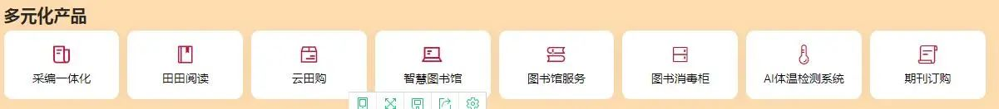 多元化产品
采编一体化
田田阅读
云田购
智慧图书馆
图书馆服务
图书消毒柜
AI体温检测系统
期刊订购